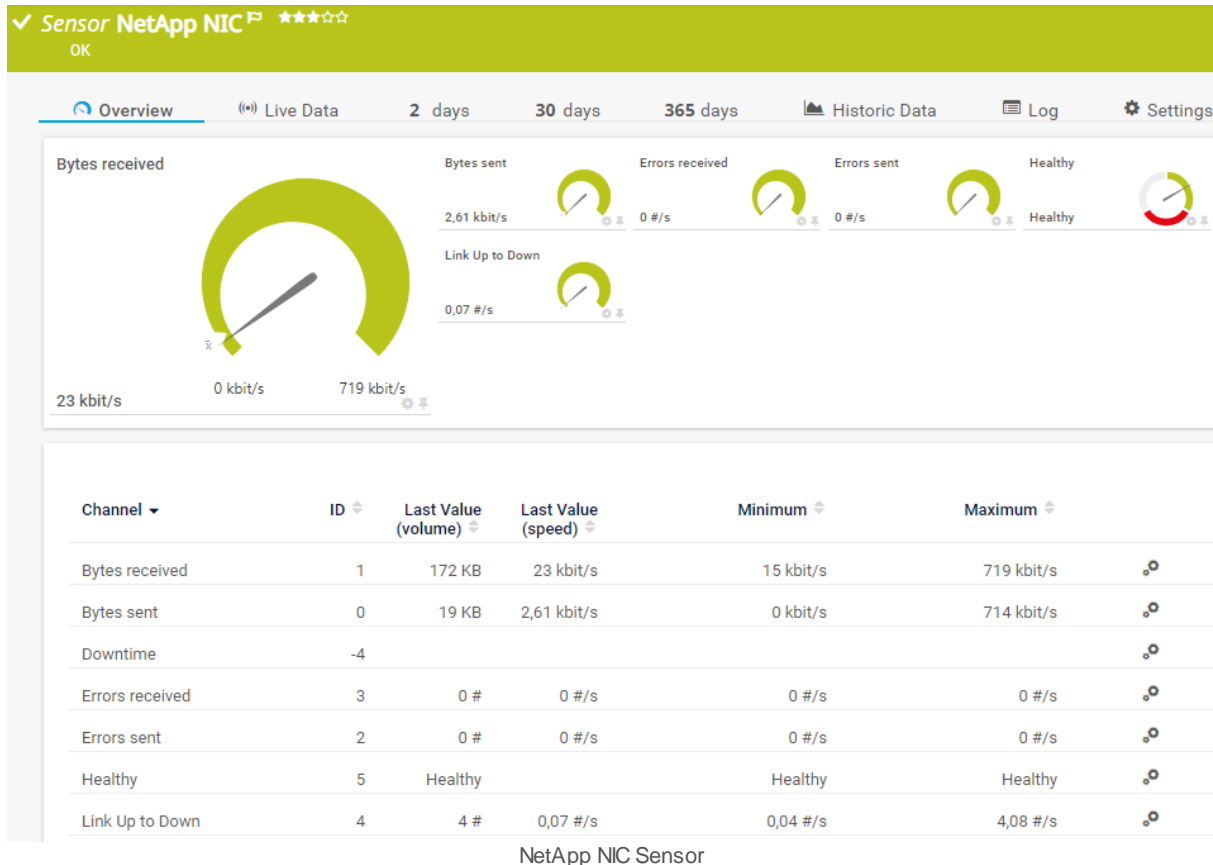 Sensor NetApp NIC
OK
Overview Live Data 2 days 30 days 365 days Historic Data Log Settings
Bytes received
Bytes sent
2,61 kbit/s
Errors received
0 #/s
Errors sent
0 #/s
Healthy
Healthy
Link Up to Down
0,07 #/s
x̄
0 kbit/s 719 kbit/s
23 kbit/s
Channel ID Last Value (volume) Last Value (speed) Minimum Maximum
Bytes received 1 172 KB 23 kbit/s 15 kbit/s 719 kbit/s
Bytes sent 0 19 KB 2,61 kbit/s 0 kbit/s 714 kbit/s
Downtime -4
Errors received 3 0 # 0 #/s 0 #/s 0 #/s
Errors sent 2 0 # 0 #/s 0 #/s 0 #/s
Healthy 5 Healthy Healthy Healthy
Link Up to Down 4 4 # 0,07 #/s 0,04 #/s 4,08 #/s
NetApp NIC Sensor